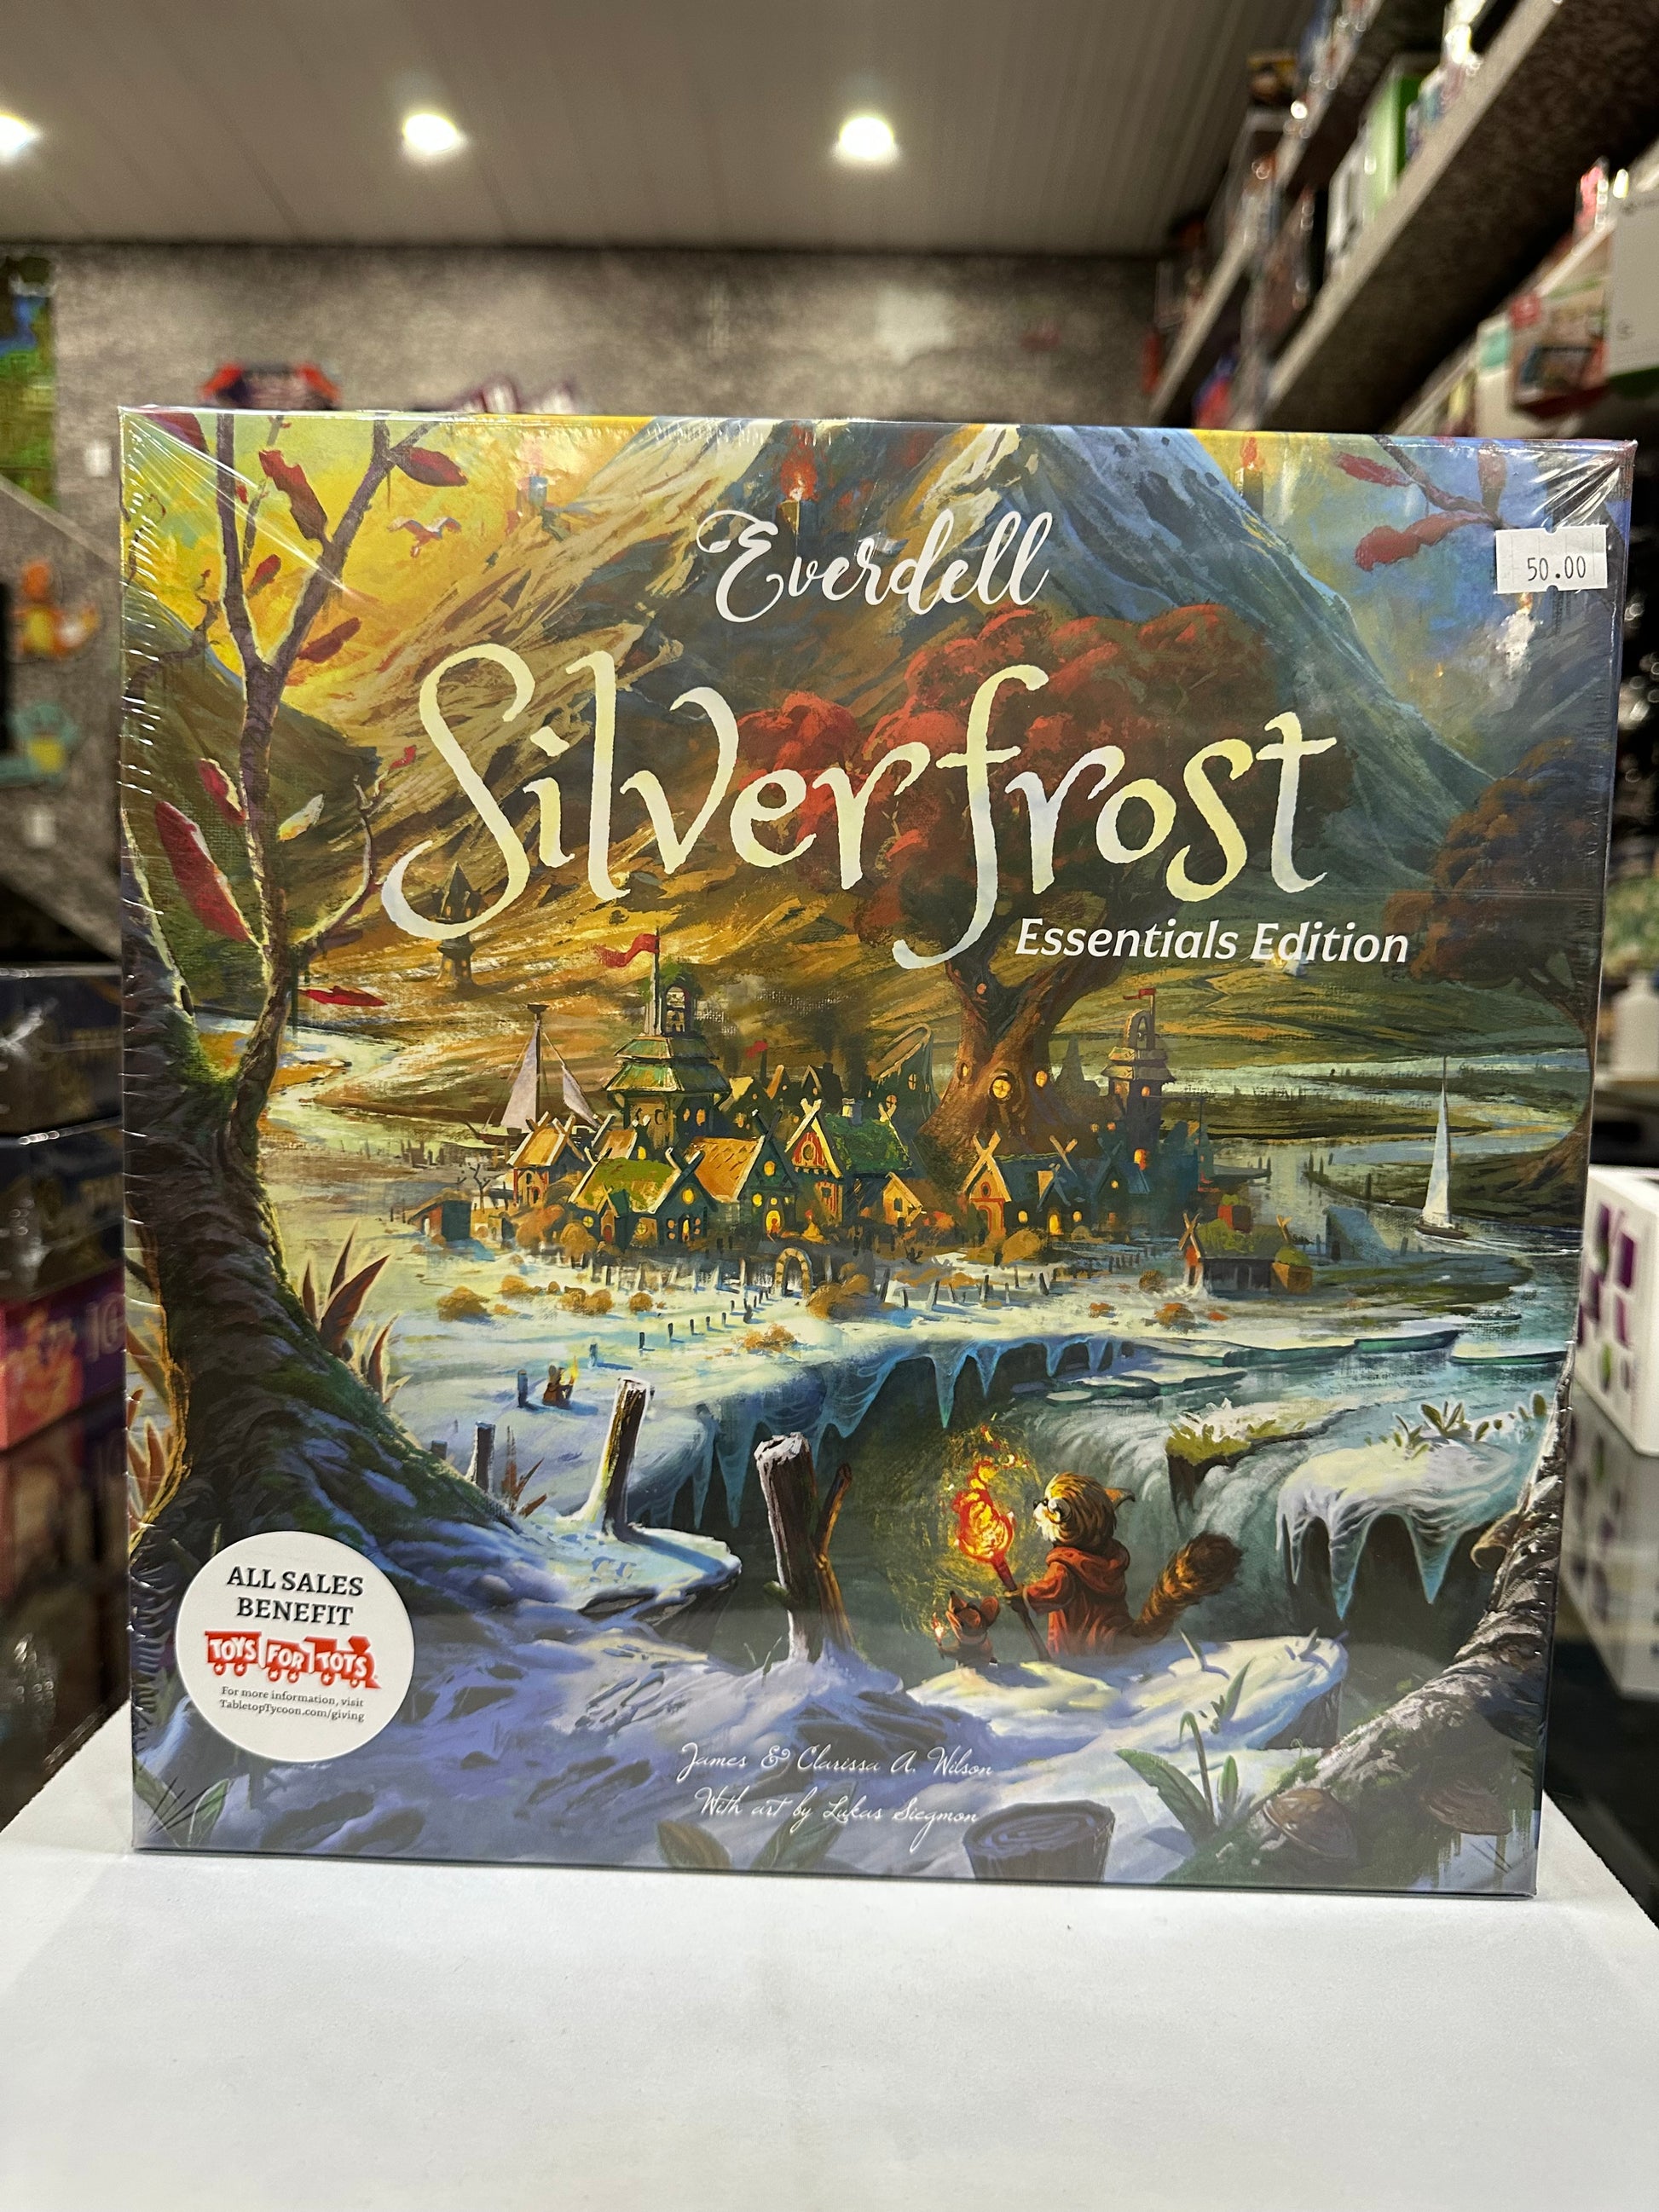 Everdell
50.00
Silverfrost
Essentials Edition
ALL SALES
BENEFIT
TOYS FOR TOTS
For more information, visit
TabletopTycoon.com/giving
James & Clarissa A. Wilson
With art by Lukas Siegmon